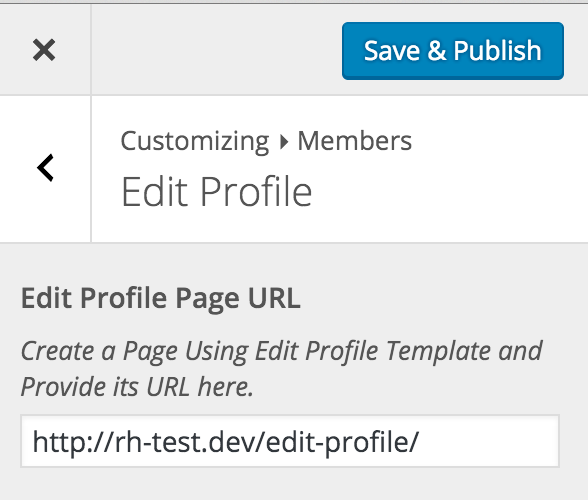 Save & Publish
Customizing ▸ Members
Edit Profile
Edit Profile Page URL
Create a Page Using Edit Profile Template and
Provide its URL here.
http://rh-test.dev/edit-profile/